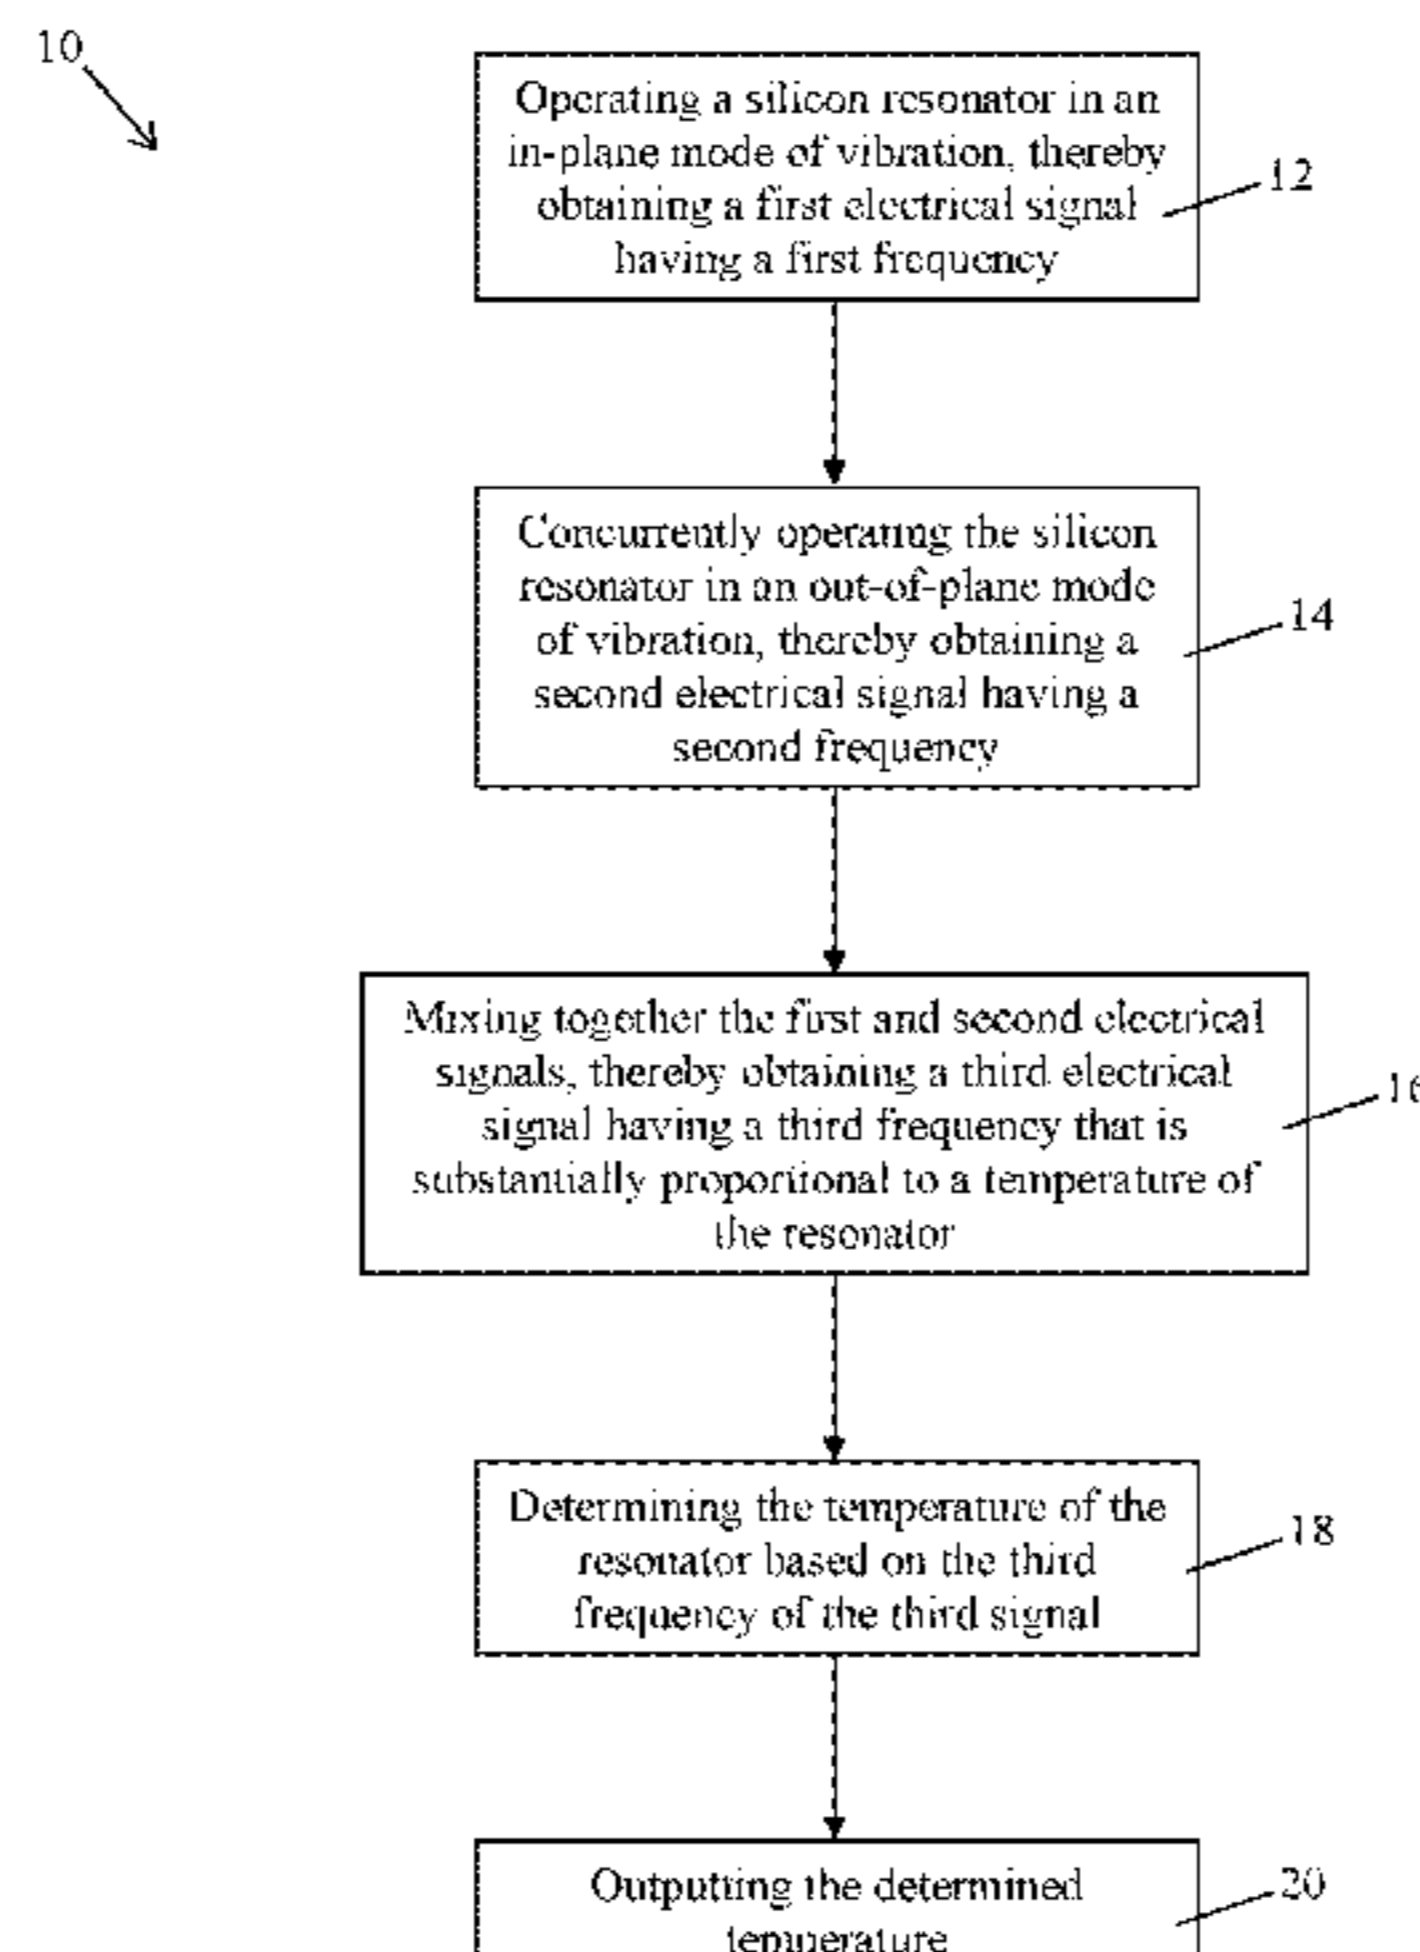 10
Operating a silicon resonator in an
in-plane mode of vibration, thereby
obtaining a first electrical signal
having a first frequency
12
Concurrently operating the silicon
resonator in an out-of-plane mode
of vibration, thereby obtaining a
second electrical signal having a
second frequency
14
Mixing together the first and second electrical
signals, thereby obtaining a third electrical
signal having a third frequency that is
substantially proportional to a temperature of
the resonator
16
Determining the temperature of the
resonator based on the third
frequency of the third signal
18
Outputting the determined
temperature
20